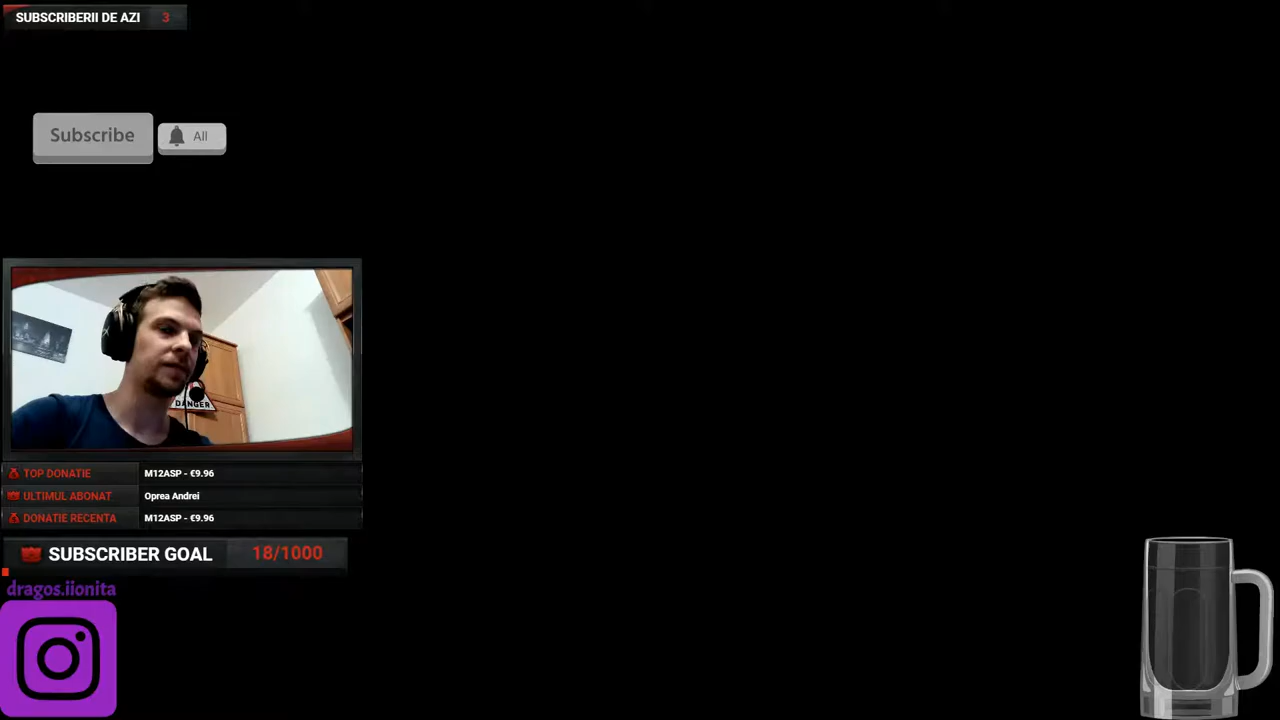 SUBSCRIBERII DE AZI 3
Subscribe
All
DANGER
TOP DONATIE M12ASP - €9.96
ULTIMUL ABONAT Oprea Andrei
DONATIE RECENTA M12ASP - €9.96
SUBSCRIBER GOAL 18/1000
dragos.iionita